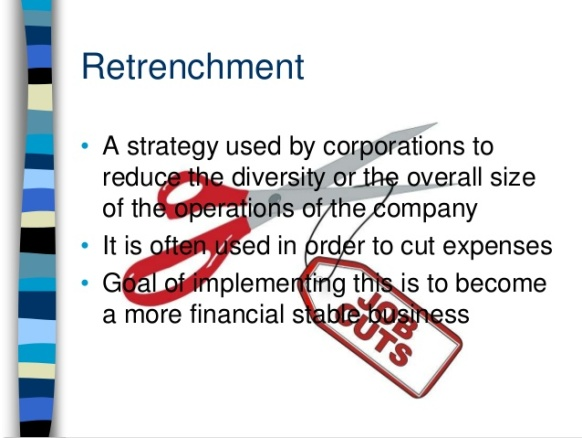 Retrenchment
• A strategy used by corporations to
reduce the diversity or the overall size
of the operations of the company
• It is often used in order to cut expenses
• Goal of implementing this is to become
a more financial stable business
JOB
CUTS